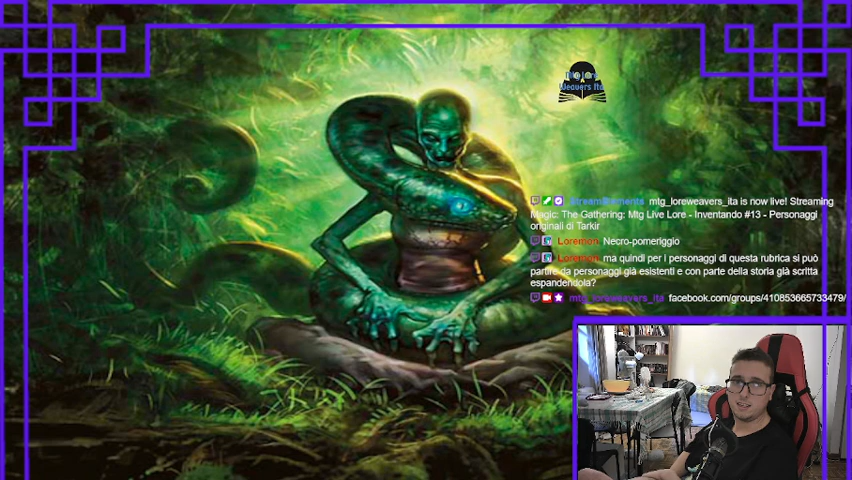 Mtg Lore
Weavers Ita
StreamElements mtg_loreweavers_ita is now live! Streaming
Magic: The Gathering: Mtg Live Lore - Inventando #13 - Personaggi
originali di Tarkir
Loremon Necro-pomeriggio
Loremon ma quindi per i personaggi di questa rubrica si può
partire da personaggi già esistenti e con parte della storia già scritta
espandendola?
mtg_loreweavers_ita facebook.com/groups/410853665733479/